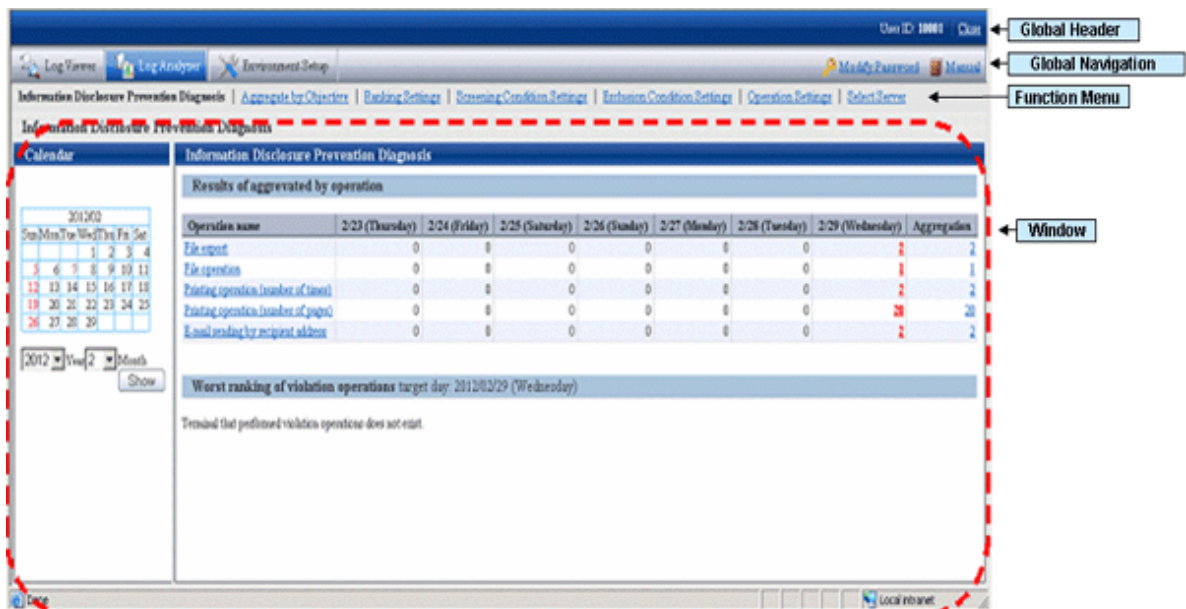 User ID: 10001 Close
Global Header
Log Viewer Log Analyzer Environment Setup Modify Password Manual
Global Navigation
Information Disclosure Prevention Diagnosis | Aggregate by Objective | Ranking Settings | Screening Condition Settings | Exclusion Condition Settings | Operation Settings | Select Server
Function Menu
Information Disclosure Prevention Diagnosis
Calendar
Information Disclosure Prevention Diagnosis
Results of aggrevated by operation
2012/02
Sun Mon Tue Wed Thu Fri Sat
1 2 3 4
5 6 7 8 9 10 11
12 13 14 15 16 17 18
19 20 21 22 23 24 25
26 27 28 29
2012 Year 2 Month
Show
Operation name 2/23 (Thursday) 2/24 (Friday) 2/25 (Saturday) 2/26 (Sunday) 2/27 (Monday) 2/28 (Tuesday) 2/29 (Wednesday) Aggregation
File export 0 0 0 0 0 0 2 2
File operation 0 0 0 0 0 0 1 1
Printing operation (number of times) 0 0 0 0 0 0 2 2
Printing operation (number of pages) 0 0 0 0 0 0 20 20
E-mail sending by recipient address 0 0 0 0 0 0 2 2
Window
Worst ranking of violation operations target day: 2012/02/29 (Wednesday)
Terminal that performed violation operations does not exist.
Done
Local intranet